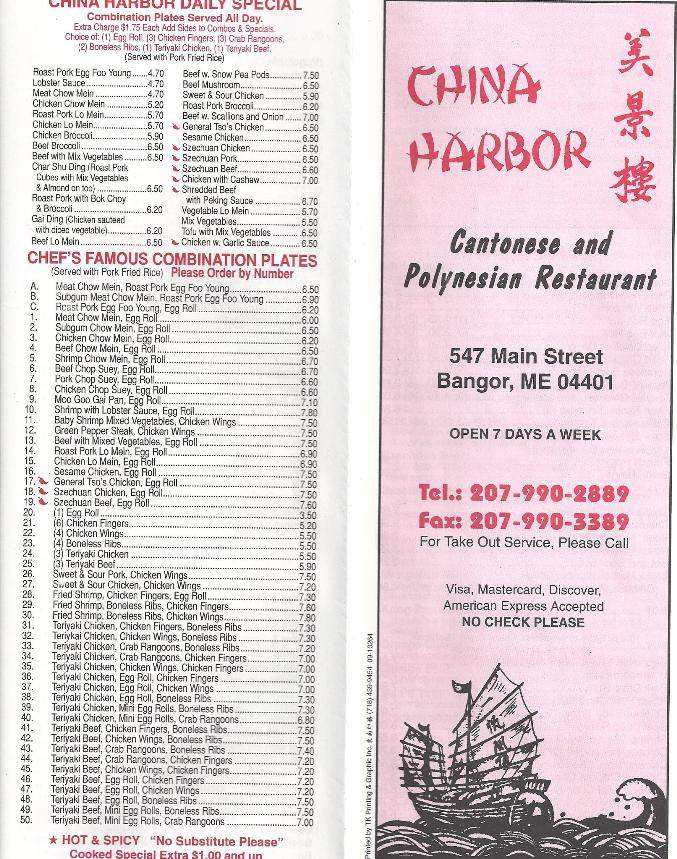 CHINA HARBOR DAILY SPECIAL
Combination Plates Served All Day.
Extra Charge $1.75 Each Add Sides to Combos & Specials.
Choice of: (1) Egg Roll, (3) Chicken Fingers, (3) Crab Rangoons,
(2) Boneless Ribs, (1) Teriyaki Chicken, (1) Teriyaki Beef.
(Served with Pork Fried Rice)
Roast Pork Egg Foo Young......4.70
Lobster Sauce..........4.70
Meat Chow Mein..........4.70
Chicken Chow Mein..........5.20
Roast Pork Lo Mein..........5.70
Chicken Lo Mein..........5.70
Chicken Broccoli..........5.90
Beef Broccoli..........6.50
Beef with Mix Vegetables........6.50
Char Shu Ding (Roast Pork
Cubes with Mix Vegetables
& Almond on top)..........6.50
Roast Pork with Bok Choy
& Broccoli..........6.20
Gai Ding (Chicken sauteed
with diced vegetable)..........6.20
Beef Lo Mein..........6.50
Beef w. Snow Pea Pods..........7.50
Beef Mushroom..........6.50
Sweet & Sour Chicken..........5.90
Roast Pork Broccoli..........6.20
Beef w. Scallions and Onion....7.00
General Tso's Chicken..........6.50
Sesame Chicken..........6.50
Szechuan Chicken..........6.50
Szechuan Pork..........6.50
Szechuan Beef..........6.60
Chicken with Cashew..........7.00
Shredded Beef
with Peking Sauce..........6.70
Vegetable Lo Mein..........5.70
Mix Vegetables..........5.50
Tofu with Mix Vegetables........6.50
Chicken w. Garlic Sauce..........6.50
CHEF'S FAMOUS COMBINATION PLATES
(Served with Pork Fried Rice) Please Order by Number
A. Meat Chow Mein, Roast Pork Egg Foo Young..........6.50
B. Subgum Meat Chow Mein, Roast Pork Egg Foo Young..........6.90
C. Roast Pork Egg Foo Young, Egg Roll..........6.20
1. Meat Chow Mein, Egg Roll..........6.00
2. Subgum Chow Mein, Egg Roll..........6.50
3. Chicken Chow Mein, Egg Roll..........6.20
4. Beef Chow Mein, Egg Roll..........6.50
5. Shrimp Chow Mein, Egg Roll..........6.70
6. Beef Chop Suey, Egg Roll..........6.70
7. Pork Chop Suey, Egg Roll..........6.60
8. Chicken Chop Suey, Egg Roll..........6.60
9. Moo Goo Gai Pan, Egg Roll..........7.10
10. Shrimp with Lobster Sauce, Egg Roll..........7.80
11. Baby Shrimp Mixed Vegetables, Chicken Wings..........7.50
12. Green Pepper Steak, Chicken Wings..........7.50
13. Beef with Mixed Vegetables, Egg Roll..........7.50
14. Roast Pork Lo Mein, Egg Roll..........6.90
15. Chicken Lo Mein, Egg Roll..........6.90
16. Sesame Chicken, Egg Roll..........7.50
17. General Tso's Chicken, Egg Roll..........7.50
18. Szechuan Chicken, Egg Roll..........7.50
19. Szechuan Beef, Egg Roll..........7.60
20. (1) Egg Roll..........3.50
21. (6) Chicken Fingers..........5.20
22. (4) Chicken Wings..........5.50
23. (4) Boneless Ribs..........5.50
24. (3) Teriyaki Chicken..........5.50
25. (3) Teriyaki Beef..........5.90
26. Sweet & Sour Pork, Chicken Wings..........7.50
27. Sweet & Sour Chicken, Chicken Wings..........7.20
28. Fried Shrimp, Chicken Fingers, Egg Roll..........7.30
29. Fried Shrimp, Boneless Ribs, Chicken Fingers..........7.60
30. Fried Shrimp, Boneless Ribs, Chicken Wings..........7.80
31. Teriyaki Chicken, Chicken Fingers, Boneless Ribs..........7.30
32. Teriykai Chicken, Chicken Wings, Boneless Ribs..........7.30
33. Teriyaki Chicken, Crab Rangoons, Boneless Ribs..........7.20
34. Teriyaki Chicken, Crab Rangoons, Chicken Fingers..........7.00
35. Teriyaki Chicken, Chicken Wings, Chicken Fingers..........7.00
36. Teriyaki Chicken, Egg Roll, Chicken Fingers..........7.00
37. Teriyaki Chicken, Egg Roll, Chicken Wings..........7.00
38. Teriyaki Chicken, Egg Roll, Boneless Ribs..........7.30
39. Teriyaki Chicken, Mini Egg Rolls, Boneless Ribs..........7.30
40. Teriyaki Chicken, Mini Egg Rolls, Crab Rangoons..........6.80
41. Teriyaki Beef, Chicken Fingers, Boneless Ribs..........7.50
42. Teriyaki Beef, Chicken Wings, Boneless Ribs..........7.50
43. Teriyaki Beef, Crab Rangoons, Boneless Ribs..........7.40
44. Teriyaki Beef, Crab Rangoons, Chicken Fingers..........7.20
45. Teriyaki Beef, Chicken Wings, Chicken Fingers..........7.20
46. Teriyaki Beef, Egg Roll, Chicken Fingers..........7.20
47. Teriyaki Beef, Egg Roll, Chicken Wings..........7.20
48. Teriyaki Beef, Egg Roll, Boneless Ribs..........7.50
49. Teriyaki Beef, Mini Egg Rolls, Boneless Ribs..........7.50
50. Teriyaki Beef, Mini Egg Rolls, Crab Rangoons..........7.00
★ HOT & SPICY "No Substitute Please"
Cooked Special Extra $1.00 and up
Printed by TK Printing & Graphic Inc. (718) 439-0454 09-10264
CHINA
HARBOR
美景樓
Cantonese and
Polynesian Restaurant
547 Main Street
Bangor, ME 04401
OPEN 7 DAYS A WEEK
Tel.: 207-990-2889
Fax: 207-990-3389
For Take Out Service, Please Call
Visa, Mastercard, Discover,
American Express Accepted
NO CHECK PLEASE